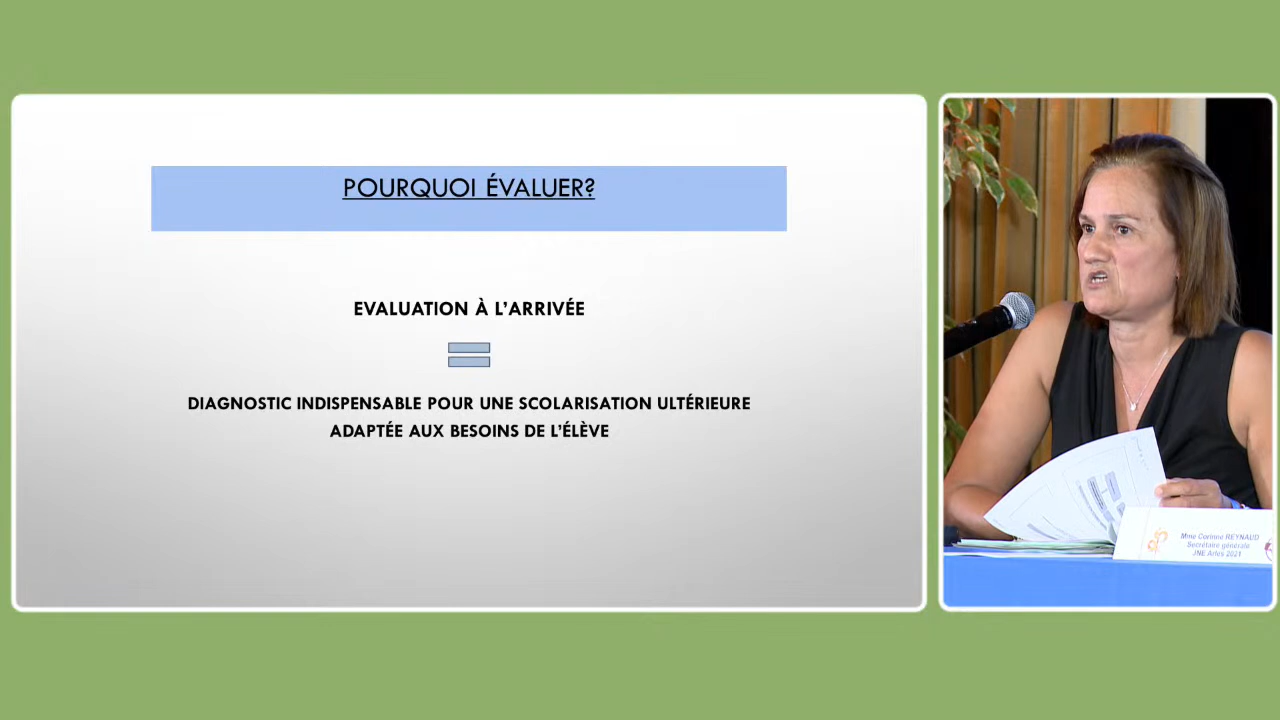 POURQUOI ÉVALUER?
EVALUATION À L'ARRIVÉE
DIAGNOSTIC INDISPENSABLE POUR UNE SCOLARISATION ULTÉRIEURE
ADAPTÉE AUX BESOINS DE L'ÉLÈVE
Mme Corinne REYNAUD
Secrétaire générale
JNE Arles 2021